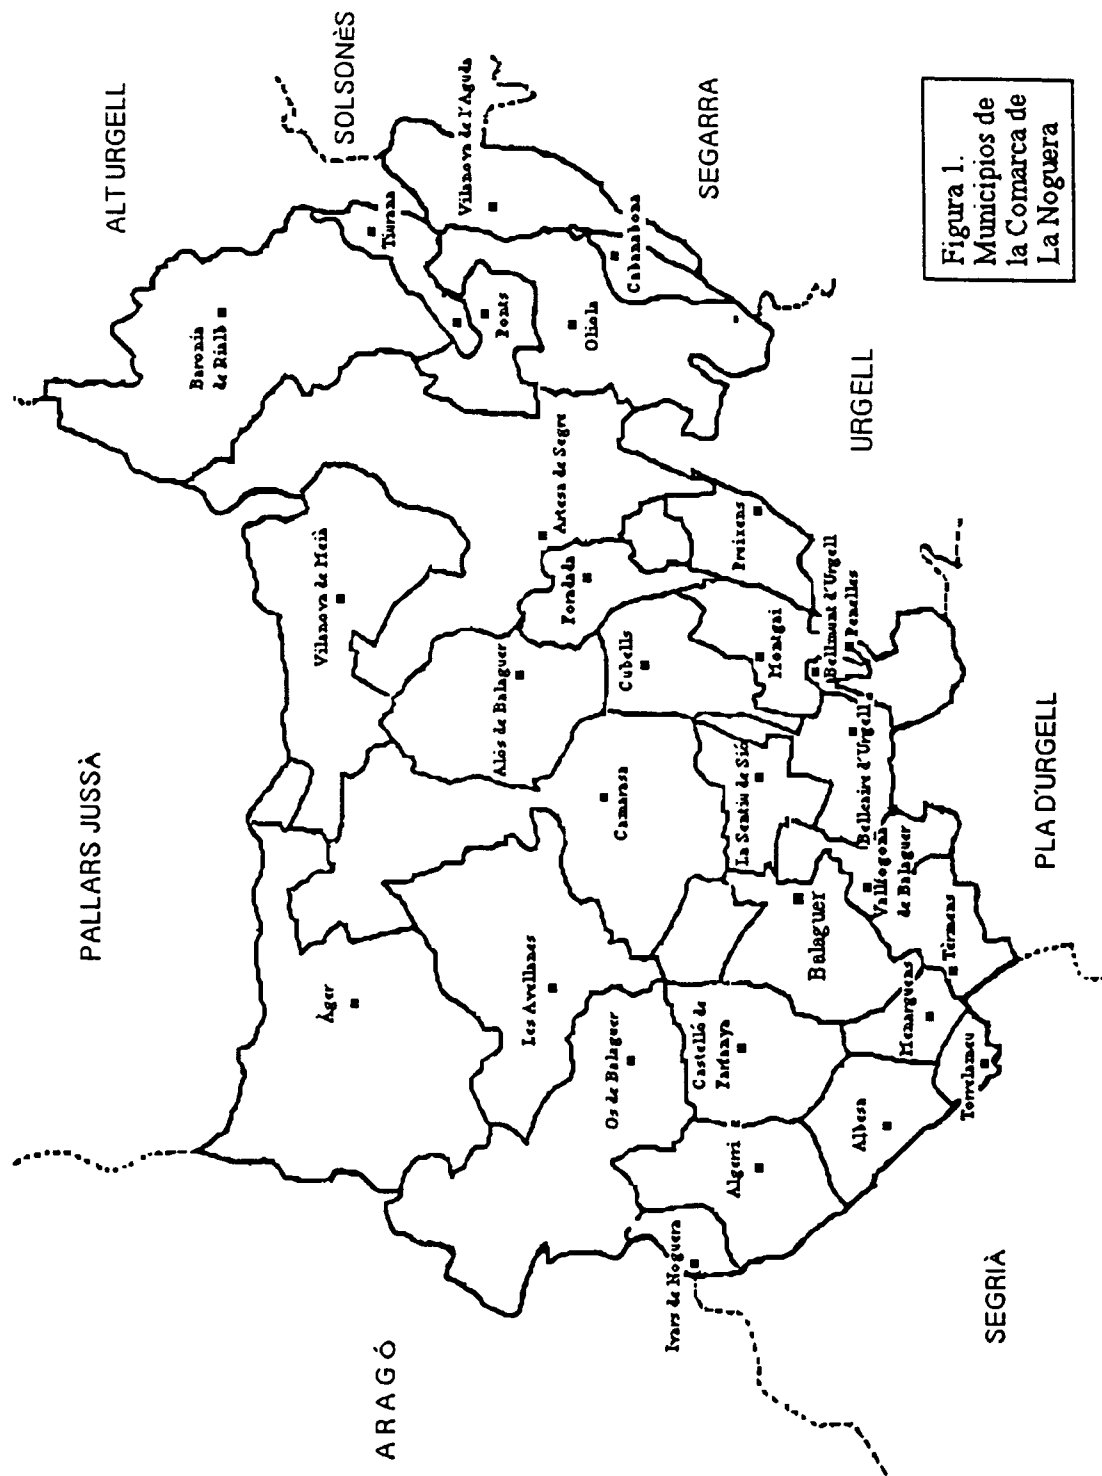 PALLARS JUSSÀ
ALT URGELL
SOLSONÈS
ARAGÓ
Baronia
de Rialb
Àger
Vilanova de Meià
Tiurana
Vilanova de l'Aguda
Ponts
Alòs de Balaguer
Les Avellanes
Artesa de Segre
Foradada
Oliola
Os de Balaguer
Camarasa
Cubells
Cabanabona
Ivars de Noguera
Castelló de
Farfanya
SEGARRA
Algerri
La Sentiu de Sió
Montgai
Preixens
Balaguer
Bellmunt d'Urgell
Penelles
Albesa
Bellcaire d'Urgell
URGELL
Vallfogona
de Balaguer
Menarguens
Tèrmens
Torrelameu
SEGRIÀ
PLA D'URGELL
Figura 1.
Municipios de
la Comarca de
La Noguera